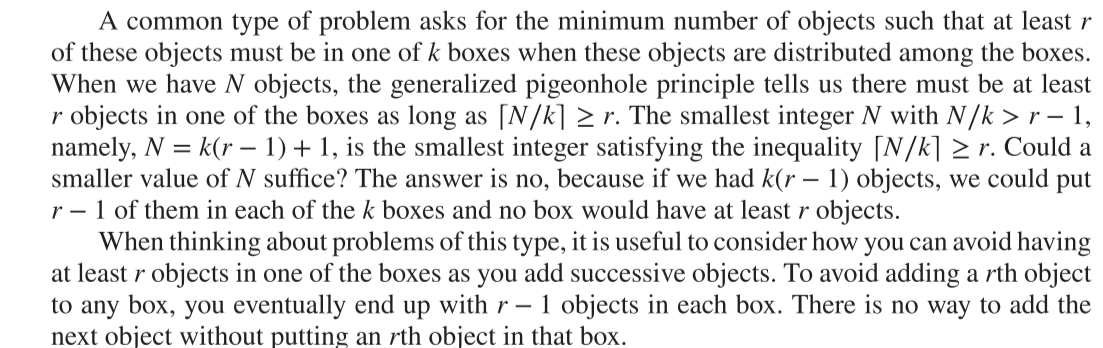 A common type of problem asks for the minimum number of objects such that at least r
of these objects must be in one of k boxes when these objects are distributed among the boxes.
When we have N objects, the generalized pigeonhole principle tells us there must be at least
r objects in one of the boxes as long as ⌈N/k⌉ ≥ r. The smallest integer N with N/k > r − 1,
namely, N = k(r − 1) + 1, is the smallest integer satisfying the inequality ⌈N/k⌉ ≥ r. Could a
smaller value of N suffice? The answer is no, because if we had k(r − 1) objects, we could put
r − 1 of them in each of the k boxes and no box would have at least r objects.
When thinking about problems of this type, it is useful to consider how you can avoid having
at least r objects in one of the boxes as you add successive objects. To avoid adding a rth object
to any box, you eventually end up with r − 1 objects in each box. There is no way to add the
next object without putting an rth object in that box.